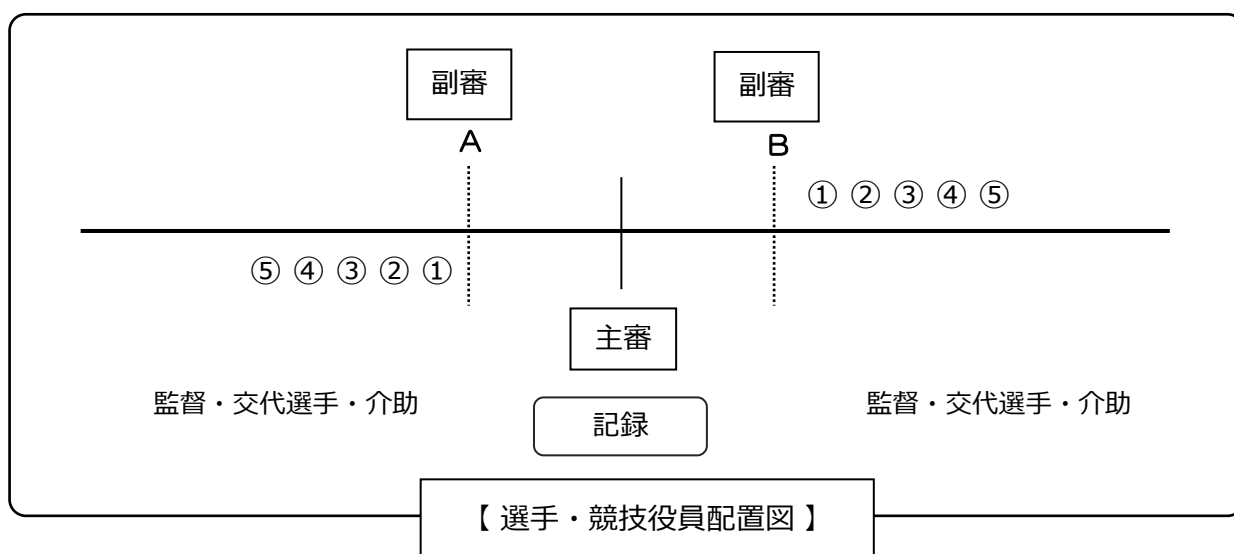 副審 副審
A B
① ② ③ ④ ⑤
⑤ ④ ③ ② ①
主審
監督・交代選手・介助 監督・交代選手・介助
記録
【 選手・競技役員配置図 】